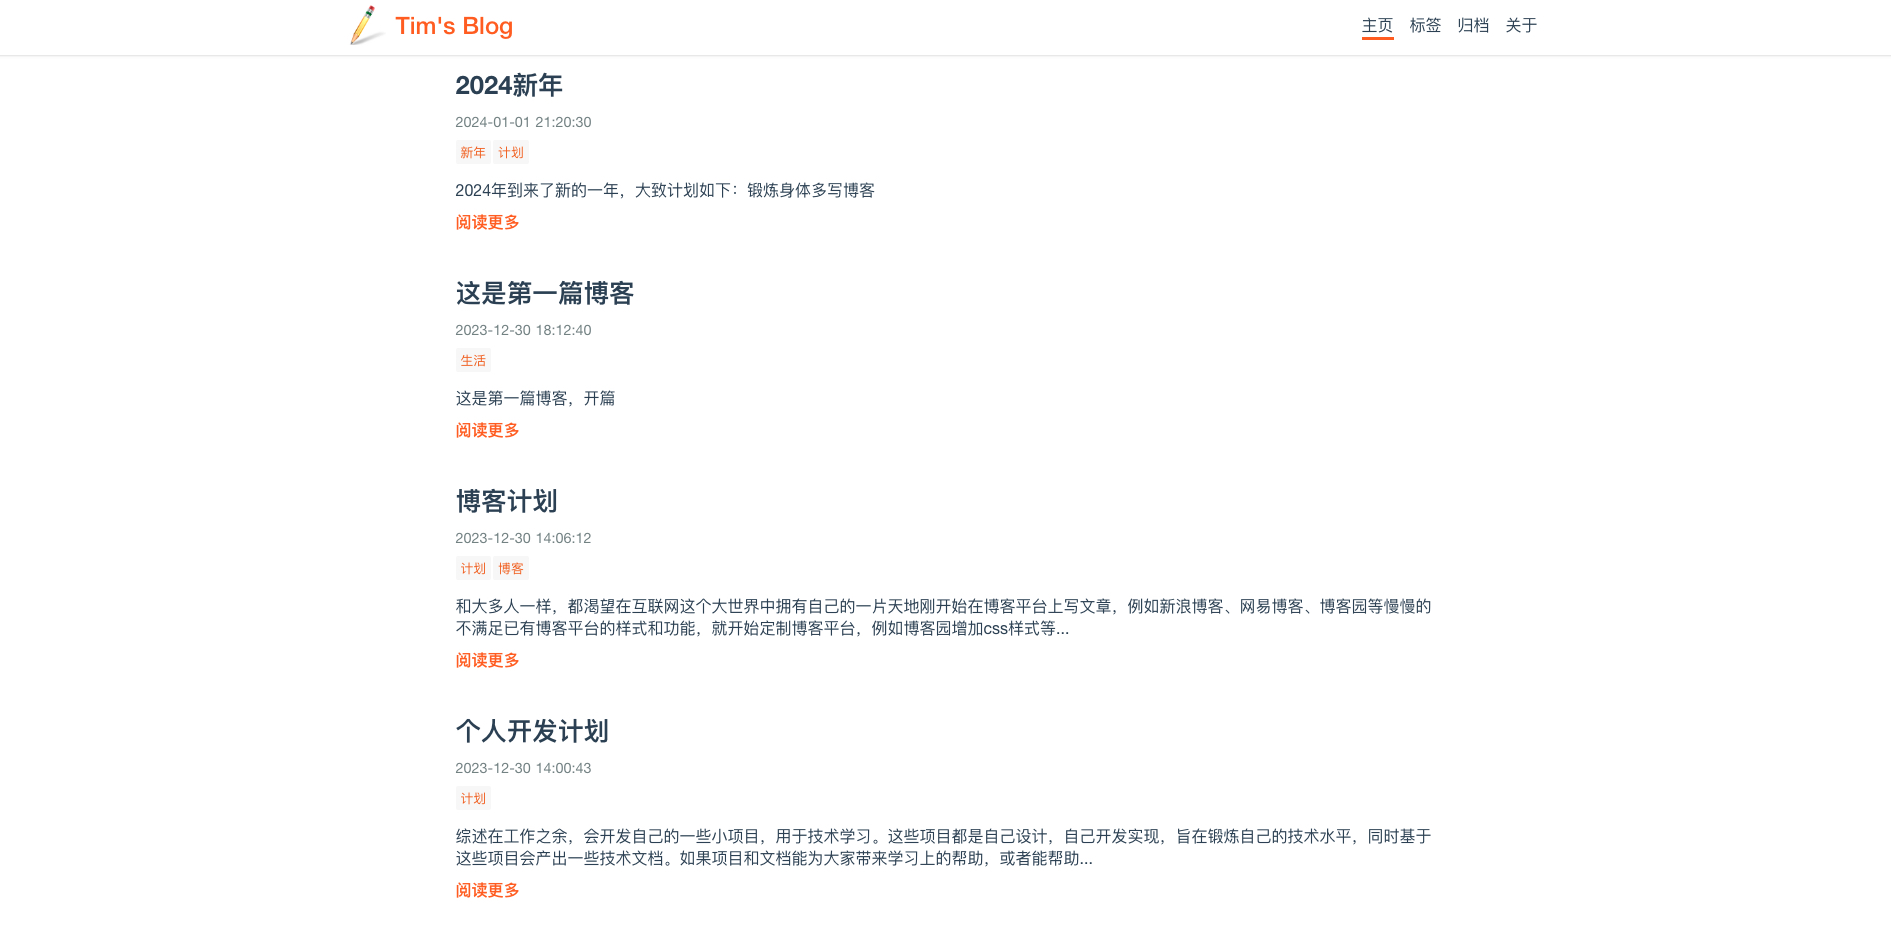 Tim's Blog
主页 标签 归档 关于
2024新年
2024-01-01 21:20:30
新年 计划
2024年到来了新的一年，大致计划如下：锻炼身体多写博客
阅读更多
这是第一篇博客
2023-12-30 18:12:40
生活
这是第一篇博客，开篇
阅读更多
博客计划
2023-12-30 14:06:12
计划 博客
和大多人一样，都渴望在互联网这个大世界中拥有自己的一片天地刚开始在博客平台上写文章，例如新浪博客、网易博客、博客园等慢慢的
不满足已有博客平台的样式和功能，就开始定制博客平台，例如博客园增加css样式等...
阅读更多
个人开发计划
2023-12-30 14:00:43
计划
综述在工作之余，会开发自己的一些小项目，用于技术学习。这些项目都是自己设计，自己开发实现，旨在锻炼自己的技术水平，同时基于
这些项目会产出一些技术文档。如果项目和文档能为大家带来学习上的帮助，或者能帮助...
阅读更多